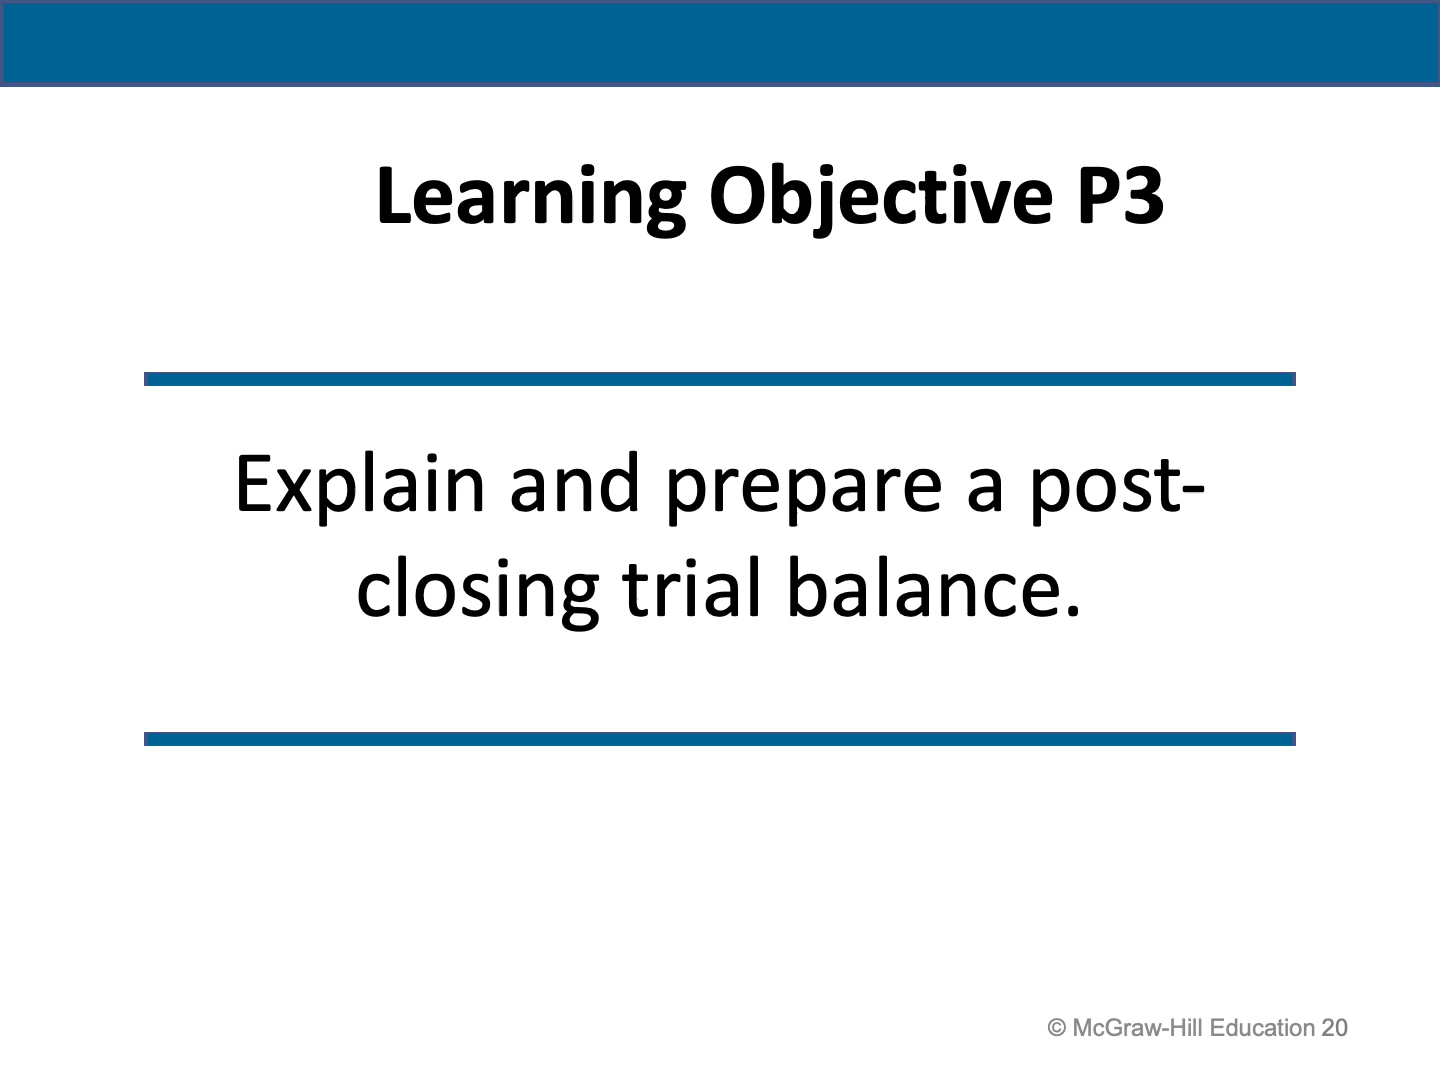 Learning Objective P3
Explain and prepare a post-
closing trial balance.
© McGraw-Hill Education 20